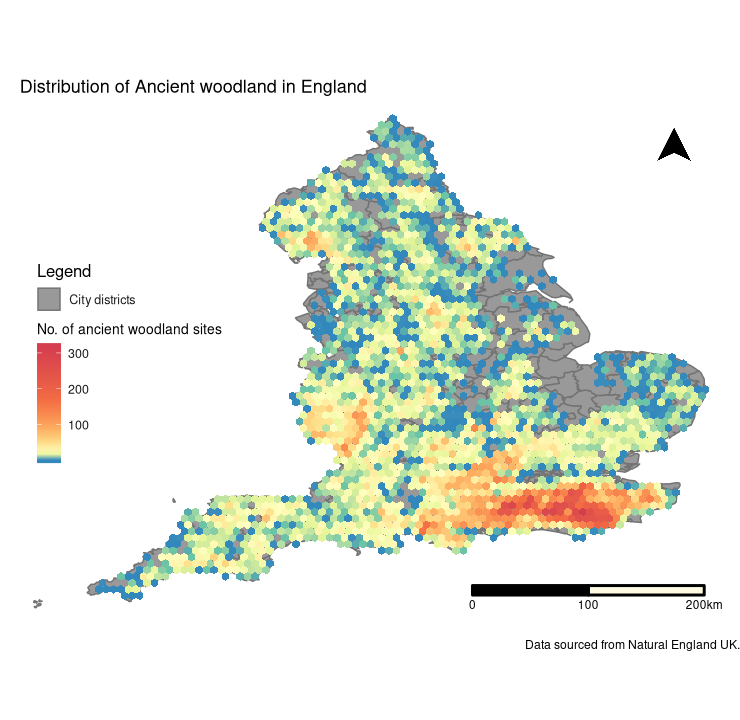 Distribution of Ancient woodland in England
Legend
City districts
No. of ancient woodland sites
300
200
100
0 100 200km
Data sourced from Natural England UK.